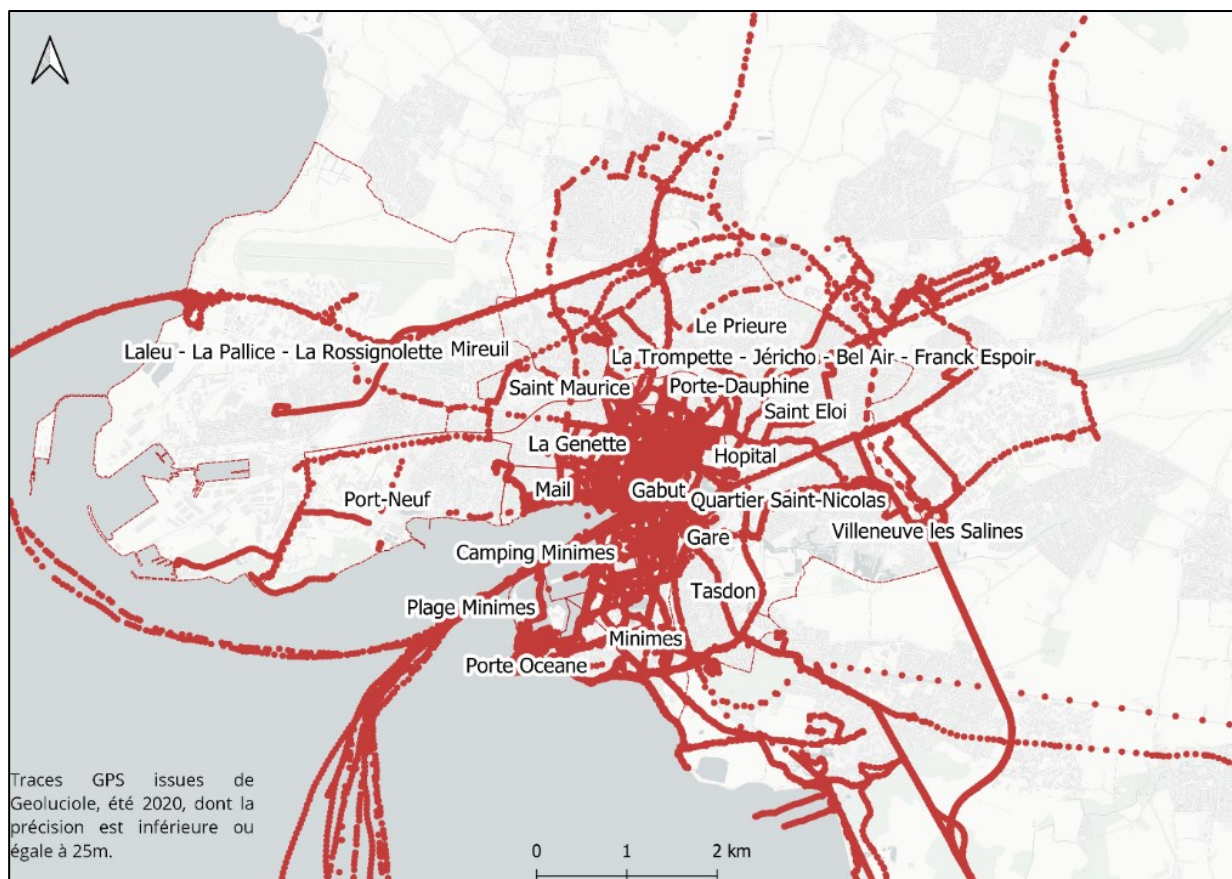 Le Prieure
Laleu - La Pallice - La Rossignolette
Mireuil
La Trompette - Jéricho - Bel Air - Franck Espoir
Saint Maurice
Porte-Dauphine
Saint Eloi
La Genette
Hopital
Mail
Gabut
Port-Neuf
Quartier Saint-Nicolas
Villeneuve les Salines
Gare
Camping Minimes
Tasdon
Plage Minimes
Minimes
Porte Oceane
Traces GPS issues de
Geoluciole, été 2020, dont la
précision est inférieure ou
égale à 25m.
0 1 2 km